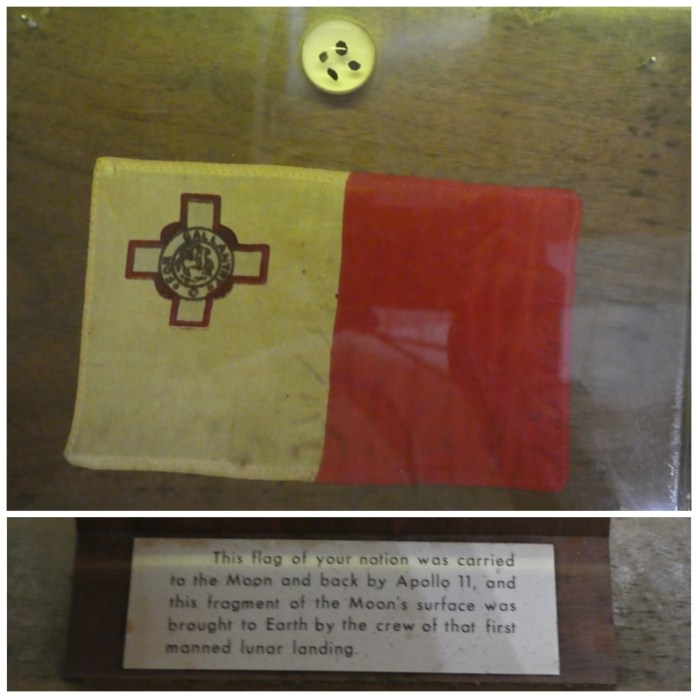 This flag of your nation was carried
to the Moon and back by Apollo 11, and
this fragment of the Moon's surface was
brought to Earth by the crew of that first
manned lunar landing.